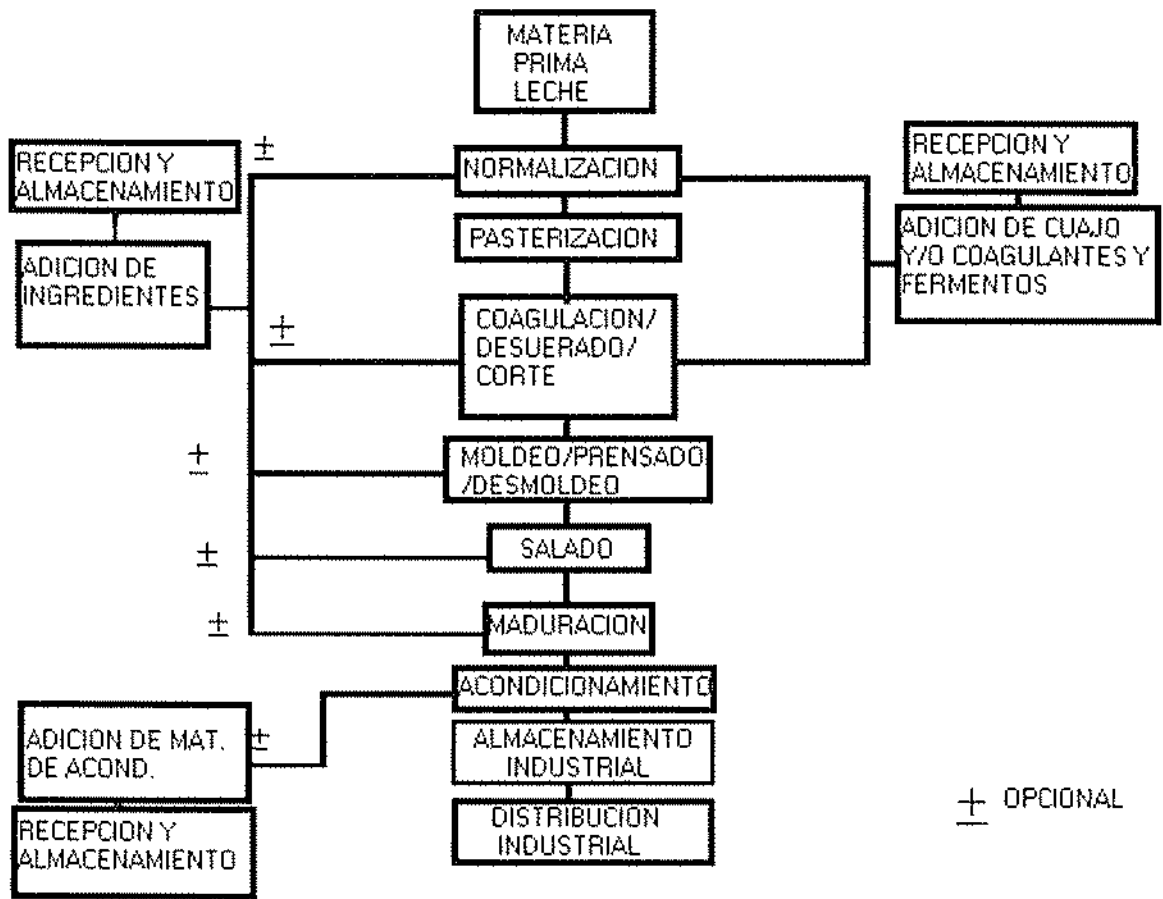 MATERIA
PRIMA
LECHE
±
RECEPCION Y
ALMACENAMIENTO
NORMALIZACION
RECEPCION Y
ALMACENAMIENTO
PASTERIZACION
ADICION DE CUAJO
Y/O COAGULANTES Y
FERMENTOS
ADICION DE
INGREDIENTES
±
COAGULACION/
DESUERADO/
CORTE
±
MOLDEO/PRENSADO
/DESMOLDEO
±
SALADO
±
MADURACION
ACONDICIONAMIENTO
ADICION DE MAT.
DE ACOND.
±
ALMACENAMIENTO
INDUSTRIAL
± OPCIONAL
DISTRIBUCION
INDUSTRIAL
RECEPCION Y
ALMACENAMIENTO